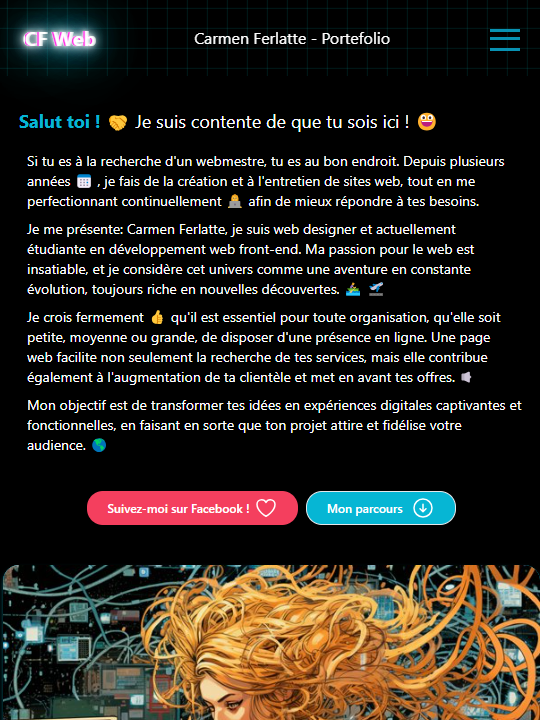 CF Web
Carmen Ferlatte - Portefolio
Salut toi ! 🤝 Je suis contente de que tu sois ici ! 😃
Si tu es à la recherche d'un webmestre, tu es au bon endroit. Depuis plusieurs
années 🗓️ , je fais de la création et à l'entretien de sites web, tout en me
perfectionnant continuellement 🧑‍💻 afin de mieux répondre à tes besoins.
Je me présente: Carmen Ferlatte, je suis web designer et actuellement
étudiante en développement web front-end. Ma passion pour le web est
insatiable, et je considère cet univers comme une aventure en constante
évolution, toujours riche en nouvelles découvertes. 🚣 🛫
Je crois fermement 👍 qu'il est essentiel pour toute organisation, qu'elle soit
petite, moyenne ou grande, de disposer d'une présence en ligne. Une page
web facilite non seulement la recherche de tes services, mais elle contribue
également à l'augmentation de ta clientèle et met en avant tes offres. 🔈
Mon objectif est de transformer tes idées en expériences digitales captivantes et
fonctionnelles, en faisant en sorte que ton projet attire et fidélise votre
audience. 🌎
Suivez-moi sur Facebook !
Mon parcours